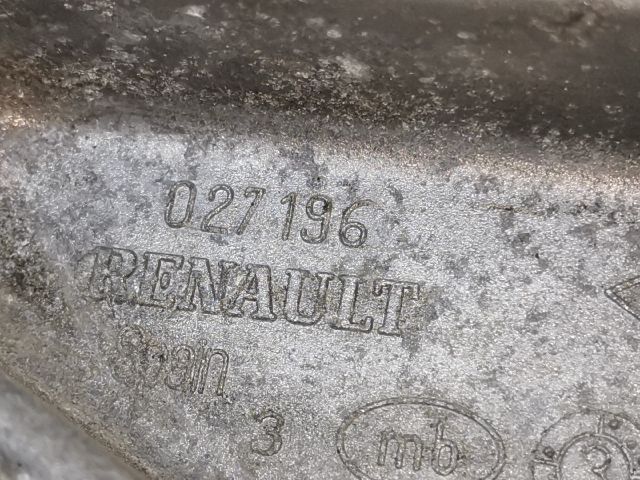 027196
RENAULT
Spain
3 mb